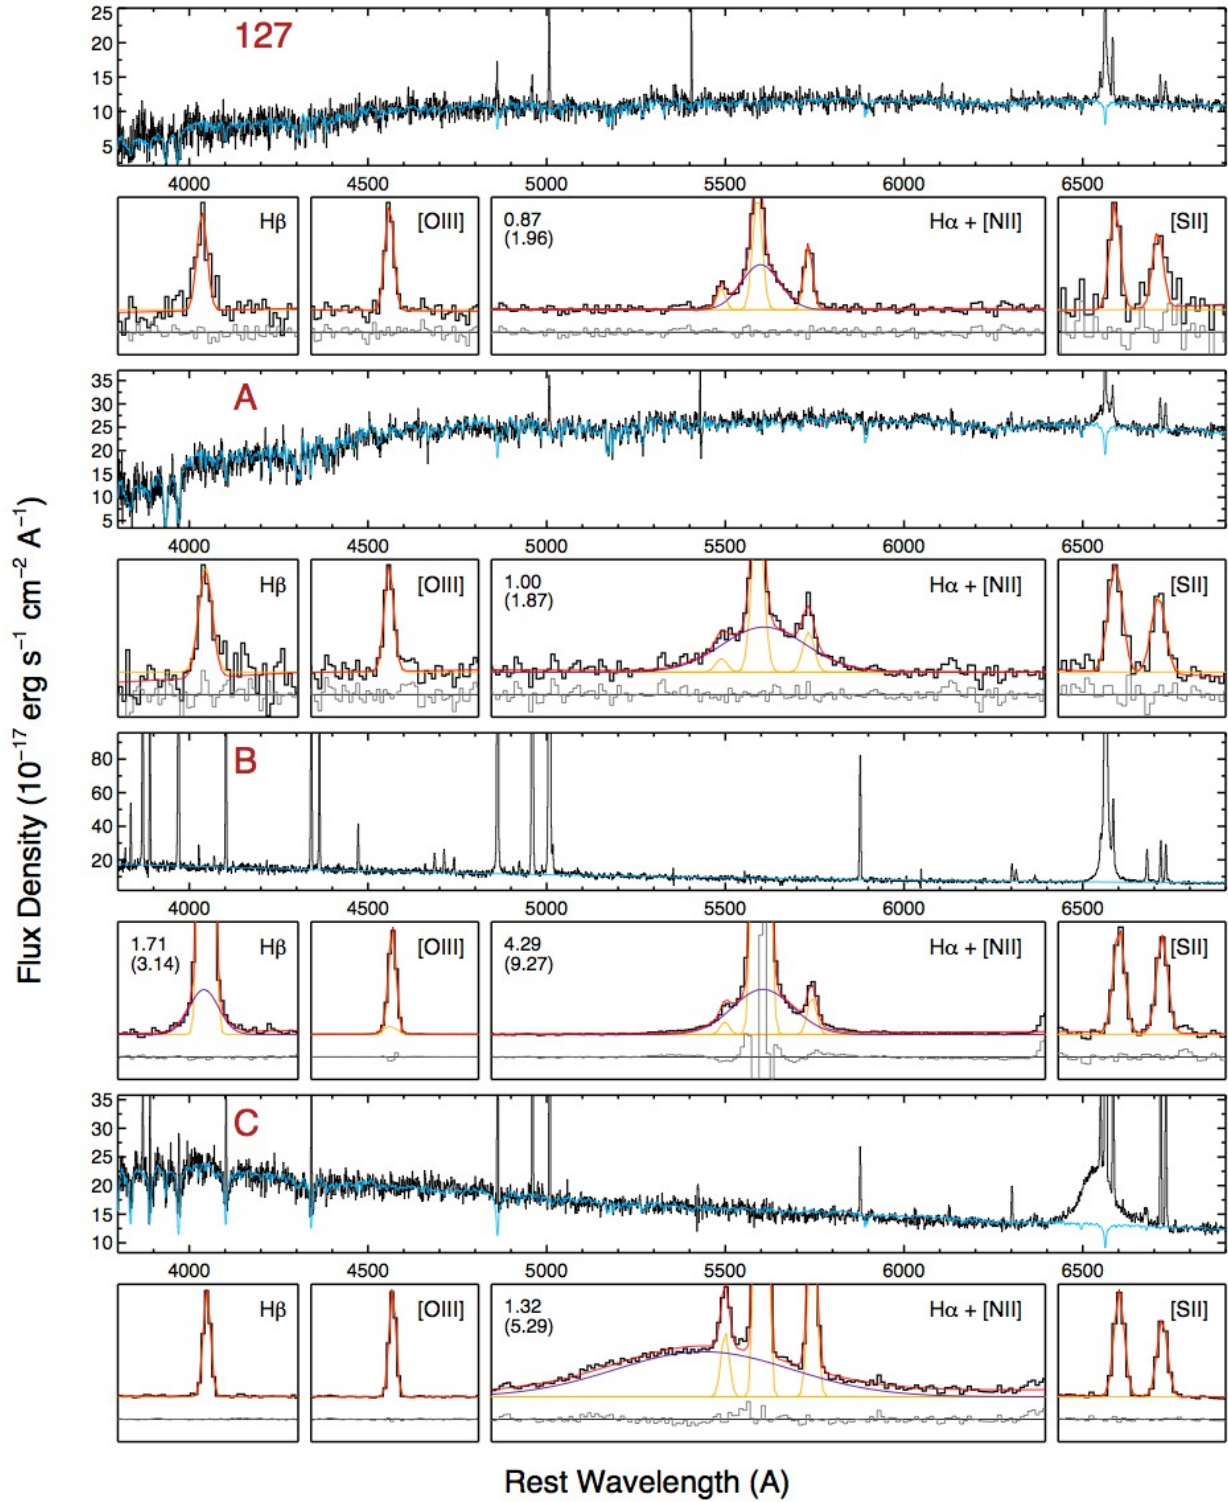 Flux Density (10⁻¹⁷ erg s⁻¹ cm⁻² A⁻¹)
127
25
20
15
10
5
4000 4500 5000 5500 6000 6500
Hβ [OIII] 0.87 Hα + [NII] [SII]
(1.96)
A
35
30
25
20
15
10
5
4000 4500 5000 5500 6000 6500
Hβ [OIII] 1.00 Hα + [NII] [SII]
(1.87)
B
80
60
40
20
4000 4500 5000 5500 6000 6500
1.71 Hβ [OIII] 4.29 Hα + [NII] [SII]
(3.14) (9.27)
C
35
30
25
20
15
10
4000 4500 5000 5500 6000 6500
Hβ [OIII] 1.32 Hα + [NII] [SII]
(5.29)
Rest Wavelength (A)